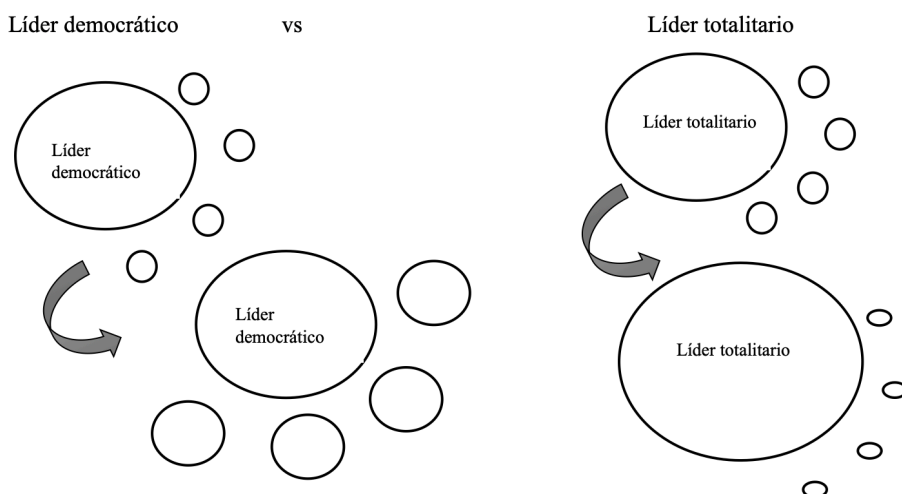 Líder democrático vs Líder totalitario
Líder
democrático
Líder totalitario
Líder
democrático
Líder totalitario